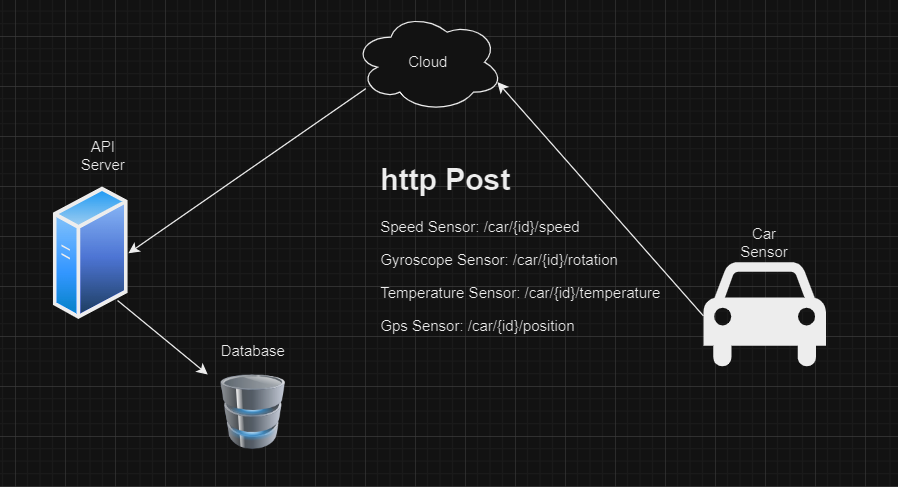 Cloud
API
Server
http Post
Speed Sensor: /car/{id}/speed
Car
Sensor
Gyroscope Sensor: /car/{id}/rotation
Temperature Sensor: /car/{id}/temperature
Gps Sensor: /car/{id}/position
Database